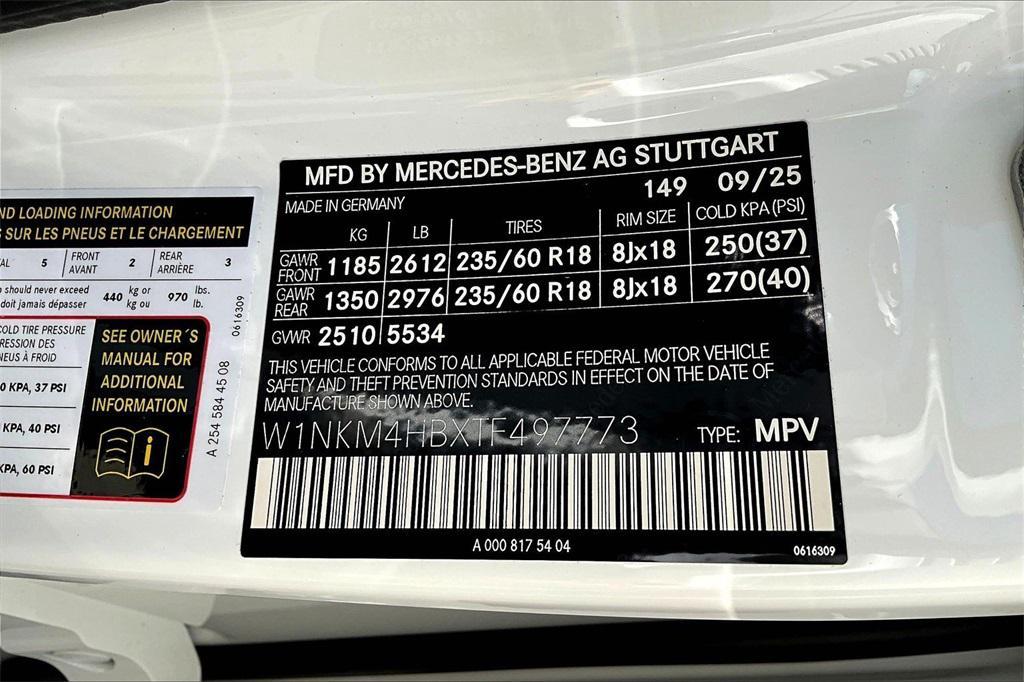 ND LOADING INFORMATION
SUR LES PNEUS ET LE CHARGEMENT
5 FRONT AVANT 2 REAR ARRIÈRE 3
should never exceed
doit jamais dépasser
440 kg or kg ou 970 lbs. lb.
COLD TIRE PRESSURE
KPA, 37 PSI
KPA, 40 PSI
KPA, 60 PSI
SEE OWNER´S
MANUAL FOR
ADDITIONAL
INFORMATION
i
0616309
A 254 584 45 08
MFD BY MERCEDES-BENZ AG STUTTGART
149 09/25
MADE IN GERMANY
KG LB TIRES RIM SIZE COLD KPA (PSI)
GAWR FRONT 1185 2612 235/60 R18 8Jx18 250(37)
GAWR REAR 1350 2976 235/60 R18 8Jx18 270(40)
GVWR 2510 5534
THIS VEHICLE CONFORMS TO ALL APPLICABLE FEDERAL MOTOR VEHICLE
SAFETY AND THEFT PREVENTION STANDARDS IN EFFECT ON THE DATE OF
MANUFACTURE SHOWN ABOVE.
W1NKM4HBXTF497773 TYPE: MPV
A 000 817 54 04
0616309